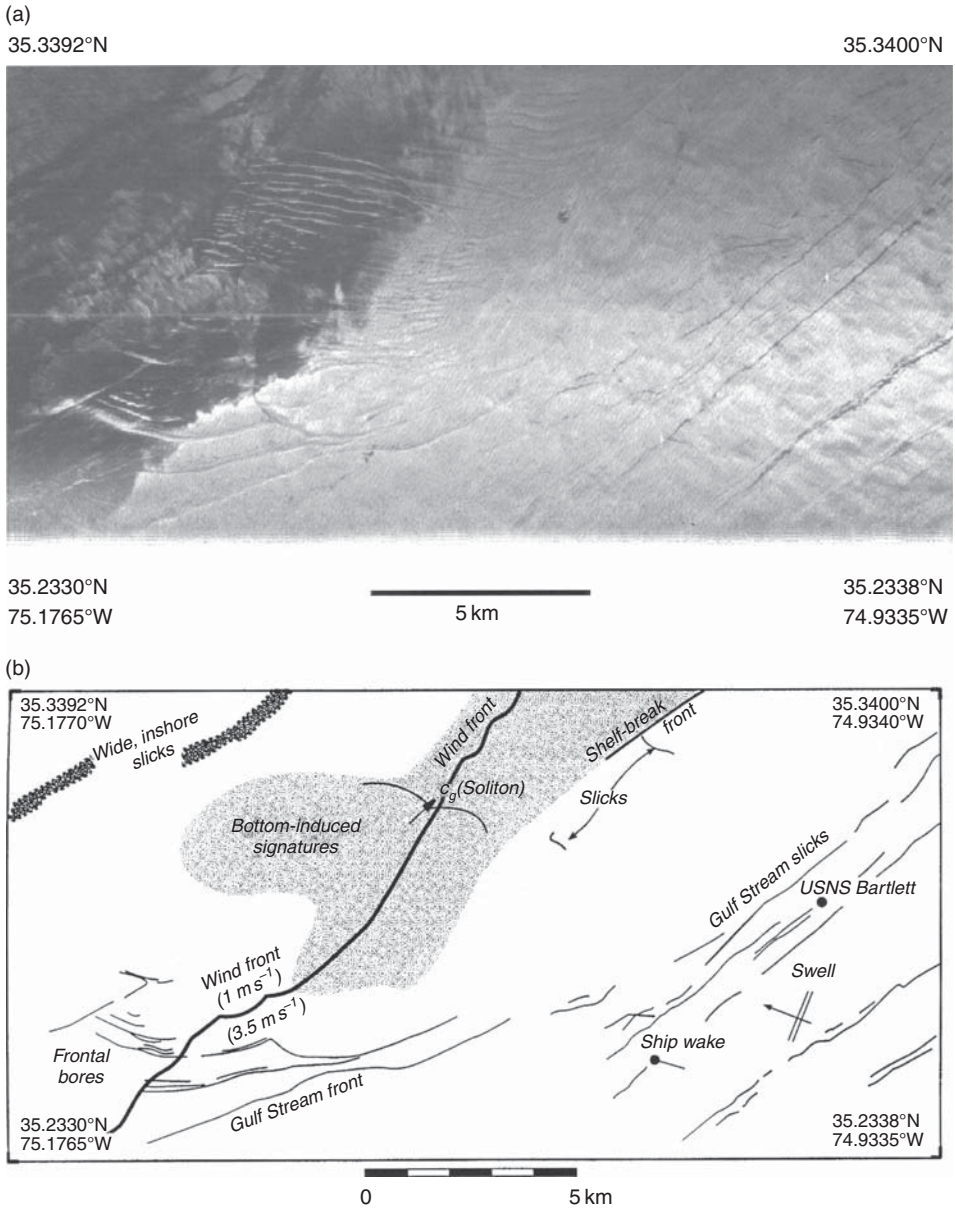 (a)
35.3392°N 35.3400°N
35.2330°N 35.2338°N
75.1765°W 74.9335°W
5 km
(b)
35.3392°N 35.3400°N
75.1770°W 74.9340°W
Wide, inshore
slicks
Wind front
Shelf-break
front
cg(Soliton)
Slicks
Bottom-induced
signatures
Gulf Stream slicks
USNS Bartlett
Wind front
(1 m s⁻¹)
(3.5 m s⁻¹)
Swell
Ship wake
Frontal
bores
Gulf Stream front
35.2330°N 35.2338°N
75.1765°W 74.9335°W
0 5 km